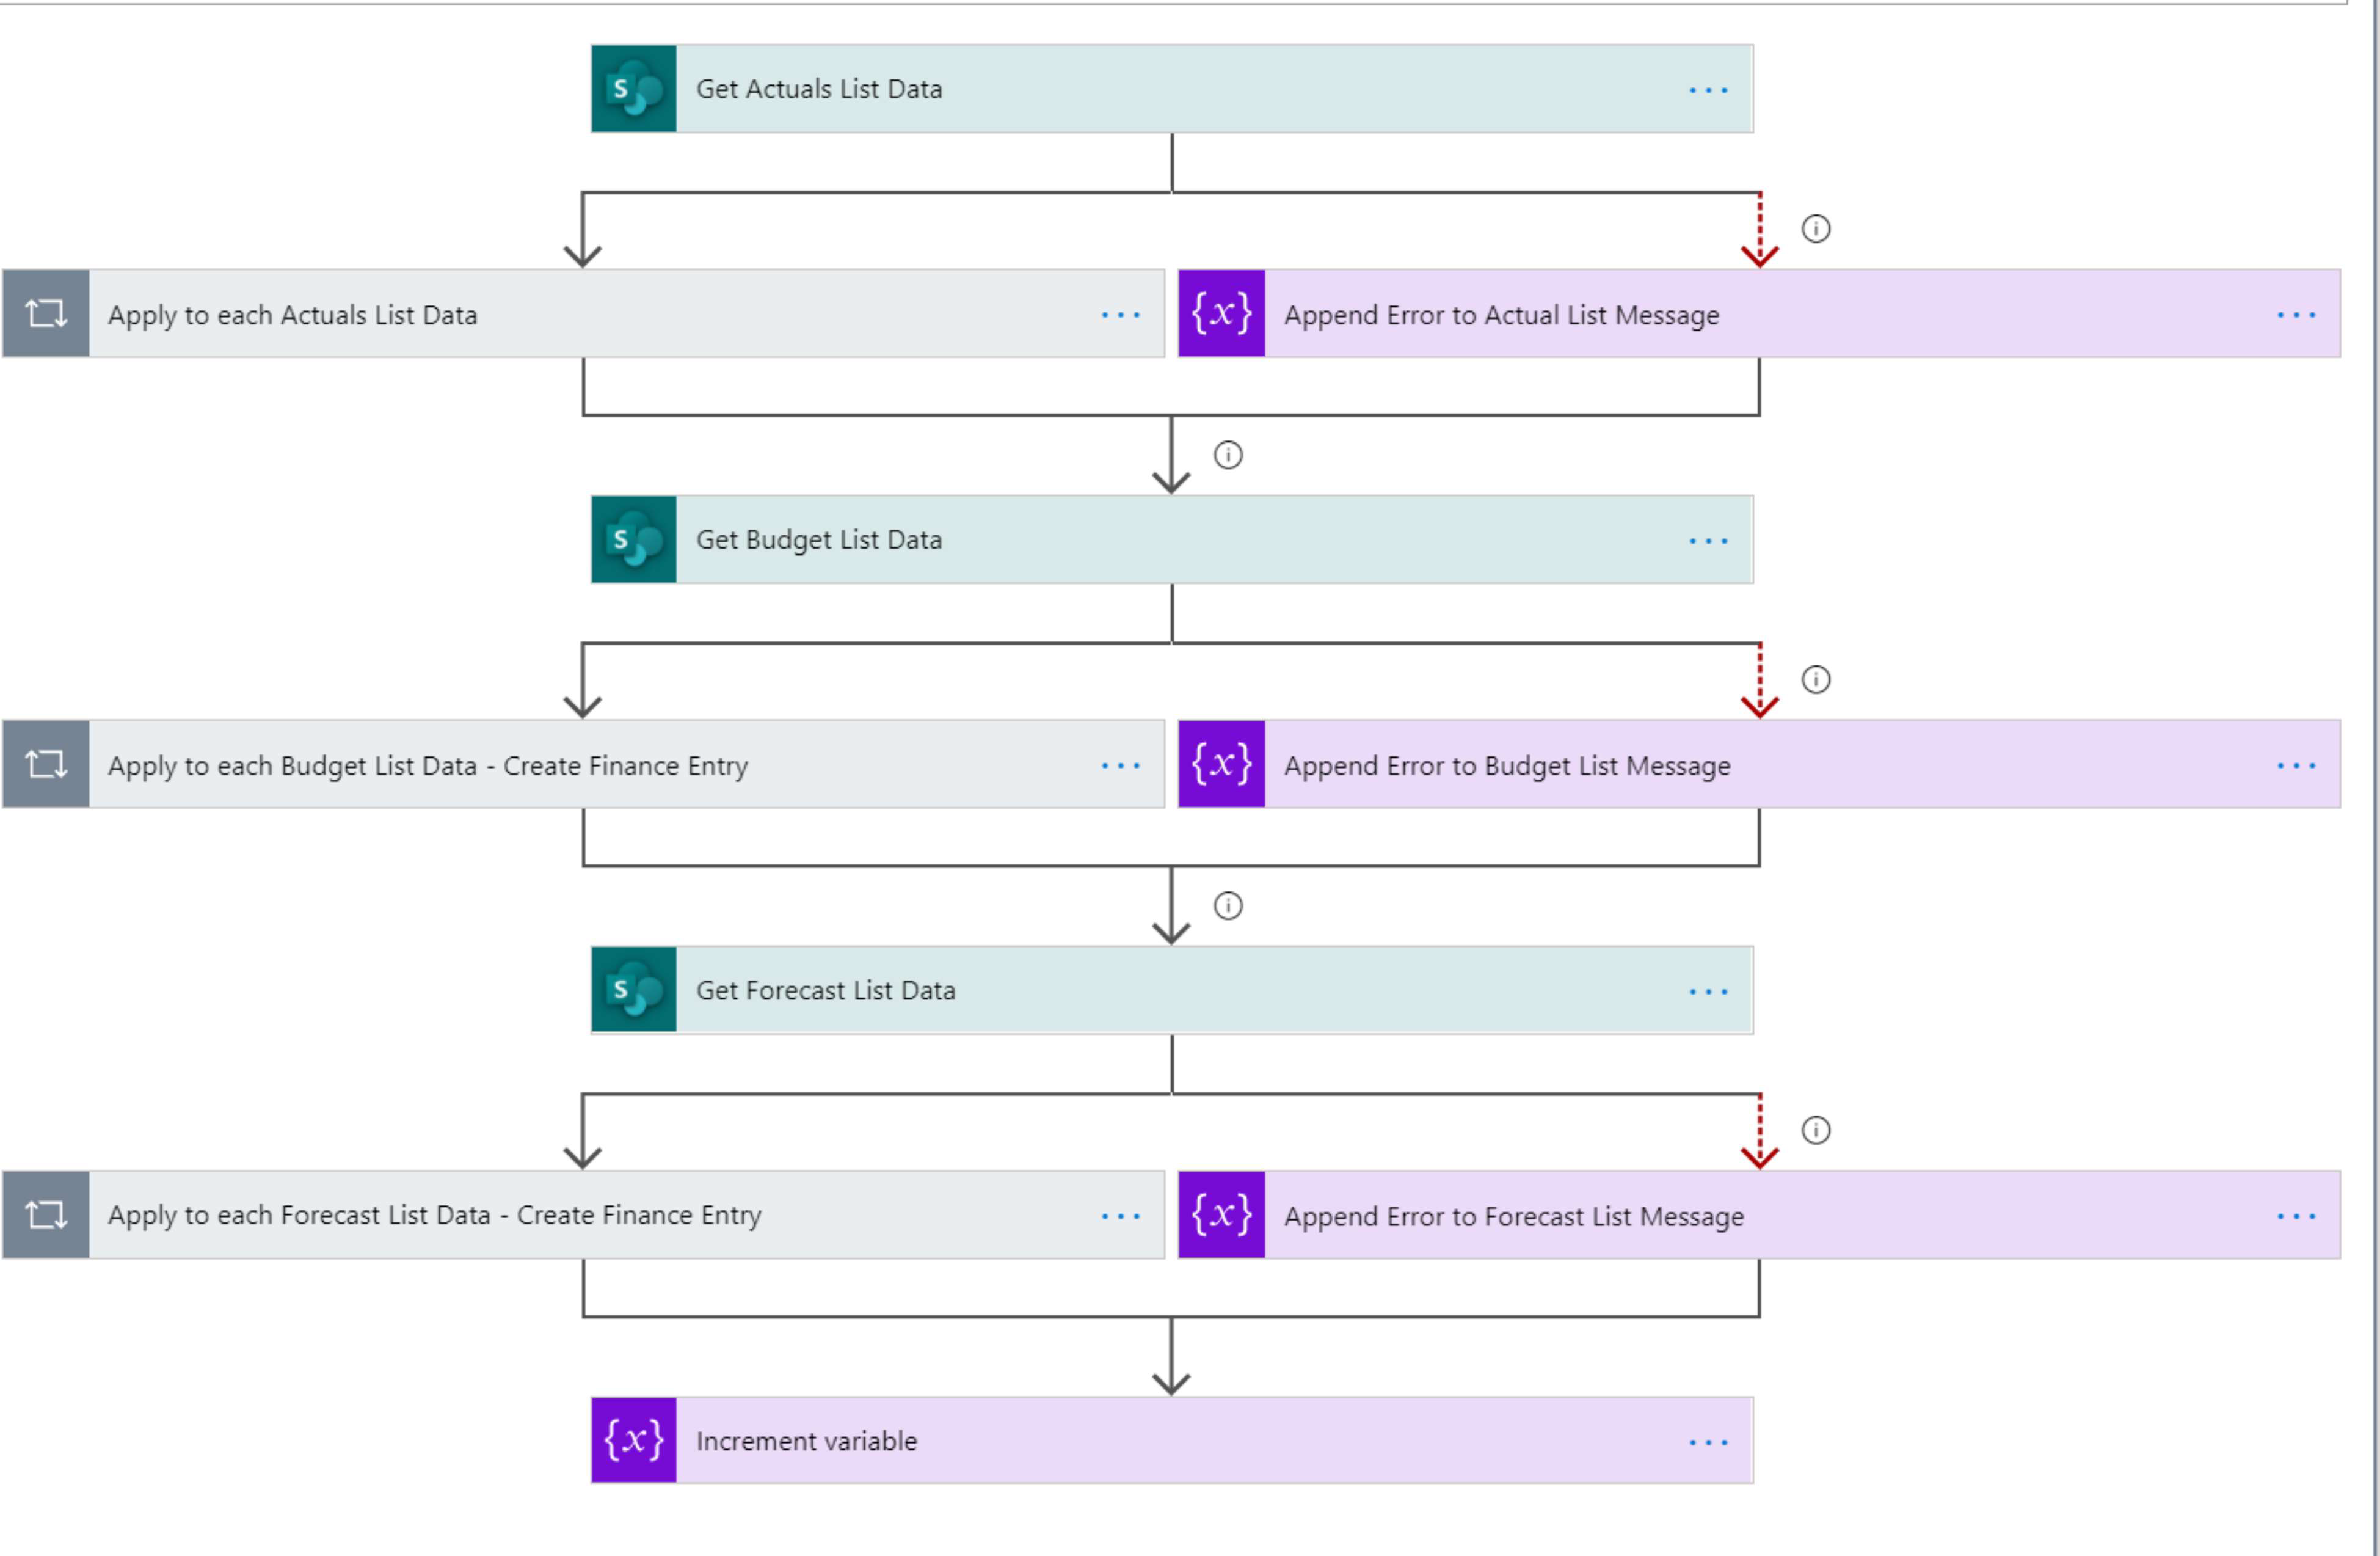 Get Actuals List Data
Apply to each Actuals List Data
Append Error to Actual List Message
Get Budget List Data
Apply to each Budget List Data - Create Finance Entry
Append Error to Budget List Message
Get Forecast List Data
Apply to each Forecast List Data - Create Finance Entry
Append Error to Forecast List Message
Increment variable